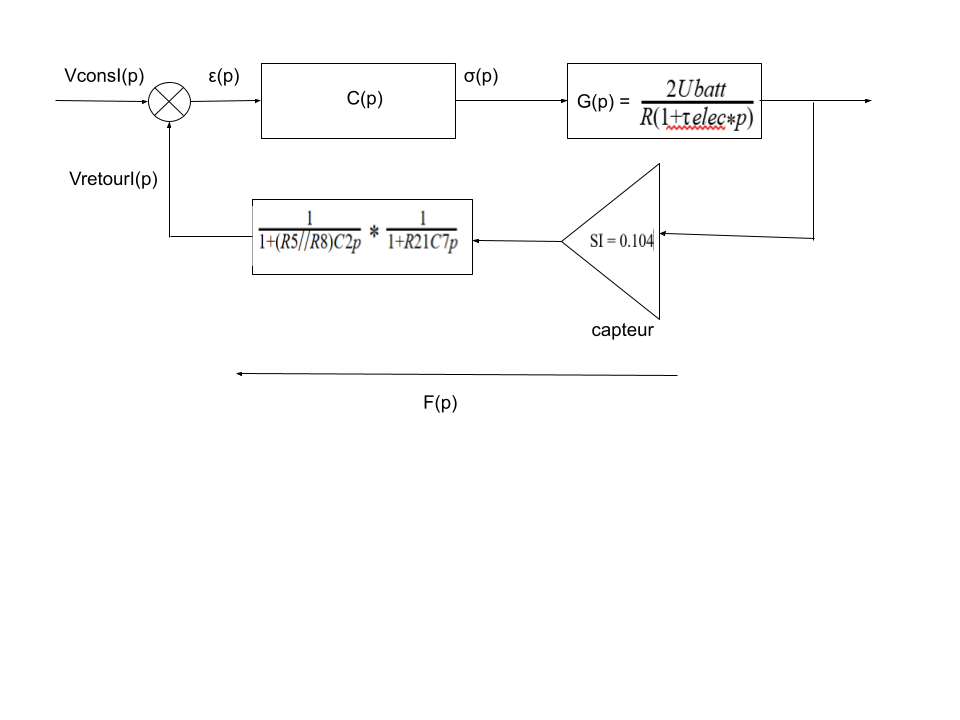 VconsI(p)
ε(p)
C(p)
σ(p)
G(p) = 2Ubatt
R(1+τelec*p)
VretourI(p)
1 * 1
1+(R5//R8)C2p 1+R21C7p
SI = 0.104
capteur
F(p)